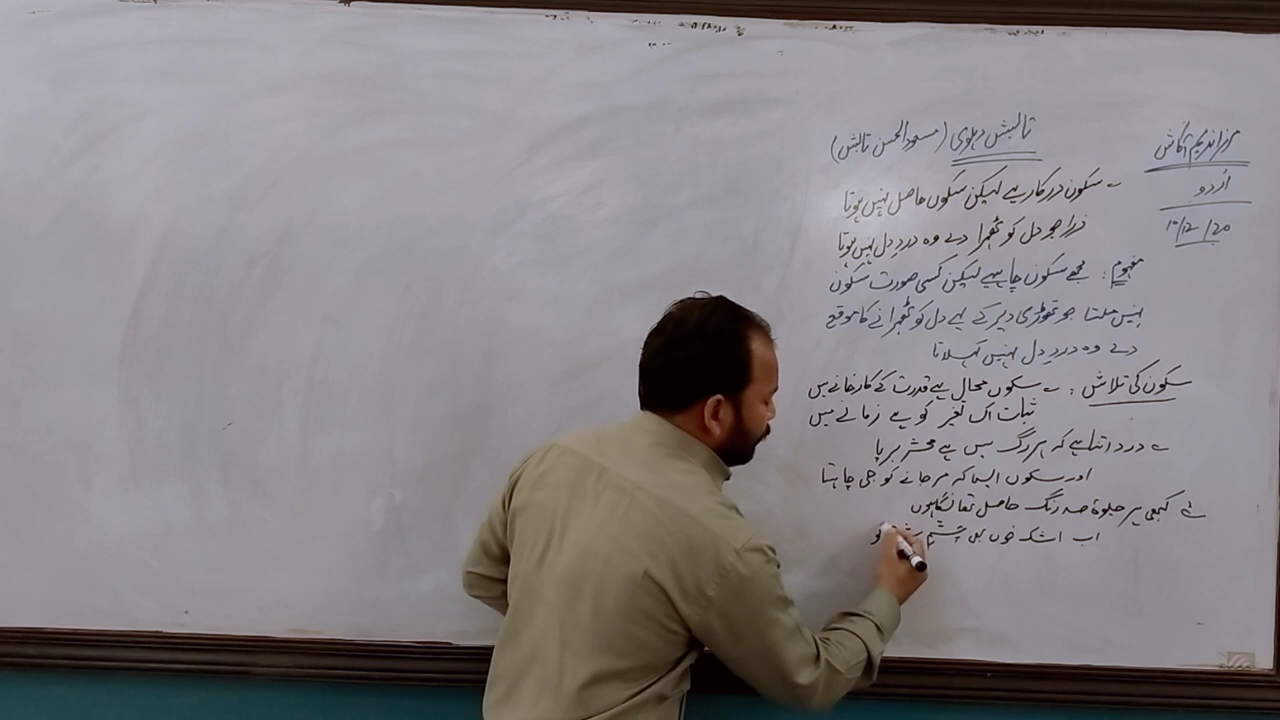 مرزا ندیم آکاش
اُردو
۱۰/۱۲/۲۰
تابش دہلوی (مسعود الحسن تابش)
سکون درکار ہے لیکن سکوں حاصل نہیں ہوتا
ذرا جو دل کو ٹھہرا دے وہ دردِ دل نہیں ہوتا
مفہوم: مجھے سکون چاہیے لیکن کسی صورت سکون
نہیں ملتا جو تھوڑی دیر کے لیے دل کو ٹھہرانے کا موقع
دے وہ دردِ دل نہیں کہلاتا
سکون کی تلاش: سکوں محال ہے قدرت کے کارخانے میں
ثبات اک تغیر کو ہے زمانے میں
درد اتنا ہے کہ ہر رگ میں ہے محشر برپا
اور سکوں ایسا کہ مر جانے کو جی چاہتا
کبھی ہر جلوۂ صد رنگ حاصل تھا نگاہوں
اب اشک خوں بھی چشم